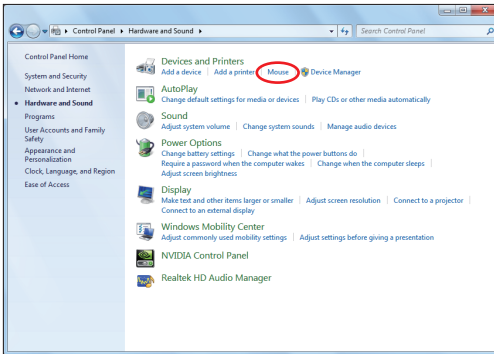 Control Panel ▸ Hardware and Sound ▸
Search Control Panel
Control Panel Home
System and Security
Network and Internet
Hardware and Sound
Programs
User Accounts and Family
Safety
Appearance and
Personalization
Clock, Language, and Region
Ease of Access
Devices and Printers
Add a device | Add a printer | Mouse | Device Manager
AutoPlay
Change default settings for media or devices | Play CDs or other media automatically
Sound
Adjust system volume | Change system sounds | Manage audio devices
Power Options
Change battery settings | Change what the power buttons do |
Require a password when the computer wakes | Change when the computer sleeps |
Adjust screen brightness
Display
Make text and other items larger or smaller | Adjust screen resolution | Connect to a projector |
Connect to an external display
Windows Mobility Center
Adjust commonly used mobility settings | Adjust settings before giving a presentation
NVIDIA Control Panel
Realtek HD Audio Manager